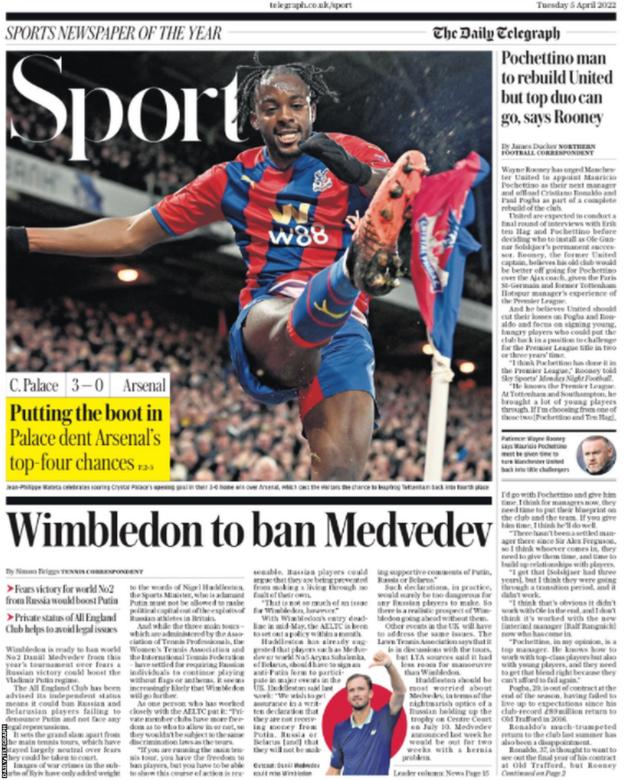 telegraph.co.uk/sport
Tuesday 5 April 2022
SPORTS NEWSPAPER OF THE YEAR
The Daily Telegraph
Sport
w88
C. Palace 3–0 Arsenal
Putting the boot in
Palace dent Arsenal's
top-four chances P.2-3
Jean-Philippe Mateta celebrates scoring Crystal Palace's opening goal in their 3-0 home win over Arsenal, which cost the visitors the chance to leapfrog Tottenham back into fourth place
Pochettino man
to rebuild United
but top duo can
go, says Rooney
By James Ducker NORTHERN
FOOTBALL CORRESPONDENT
Wayne Rooney has urged Manches-
ter United to appoint Mauricio
Pochettino as their next manager
and offload Cristiano Ronaldo and
Paul Pogba as part of a complete
rebuild of the club.
United are expected to conduct a
final round of interviews with Erik
ten Hag and Pochettino before
deciding who to install as Ole Gun-
nar Solskjaer's permanent succes-
sor. Rooney, the former United
captain, believes his old club would
be better off going for Pochettino
over the Ajax coach, given the Paris
St-Germain and former Tottenham
Hotspur manager's experience of
the Premier League.
And he believes United should
cut their losses on Pogba and Ron-
aldo and focus on signing young,
hungry players who could put the
club back in a position to challenge
for the Premier League title in two
or three years' time.
"I think Pochettino has done it in
the Premier League," Rooney told
Sky Sports' Monday Night Football.
"He knows the Premier League.
At Tottenham and Southampton, he
brought a lot of young players
through. If I'm choosing from one of
those two [Pochettino and Ten Hag],
Patience: Wayne Rooney
says Mauricio Pochettino
must be given time to
turn Manchester United
back into title challengers
I'd go with Pochettino and give him
time. I think for managers now, they
need time to put their blueprint on
the club and the team. If you give
him time, I think he'll do well.
"There hasn't been a settled man-
ager there since Sir Alex Ferguson,
so I think whoever comes in, they
need to give them time, and time to
build up relationships with players.
"I get that [Solskjaer had three
years], but I think they were going
through a transition period, and it
didn't work.
"I think that's obvious it didn't
work with Ole in the end, and I don't
think it's worked with the new
[interim manager] [Ralf Rangnick]
now who has come in.
"Pochettino, in my opinion, is a
top manager. He knows how to
work with top-class players but also
with young players, and they need
to get that blend right because they
can't afford to fail again."
Pogba, 29, is out of contract at the
end of the season, having failed to
live up to expectations since his
club-record £89 million return to
Old Trafford in 2016.
Ronaldo's much-trumpeted
return to the club last summer has
also been a disappointment.
Ronaldo, 37, is thought to want to
see out the final year of his contract
at Old Trafford, but Rooney
Continued on Page 2
Wimbledon to ban Medvedev
By Simon Briggs TENNIS CORRESPONDENT
Fears victory for world No2
from Russia would boost Putin
Private status of All England
Club helps to avoid legal issues
Wimbledon is ready to ban world
No2 Daniil Medvedev from this
year's tournament over fears a
Russian victory could boost the
Vladimir Putin regime.
The All England Club has been
advised its independent status
means it could ban Russian and
Belarusian players failing to
denounce Putin and not face any
legal repercussions.
It sets the grand slam apart from
the main tennis tours, which have
stayed largely neutral over fears
they could be taken to court.
Images of war crimes in the sub-
urbs of Kyiv have only added weight
to the words of Nigel Huddleston,
the Sports Minister, who is adamant
Putin must not be allowed to make
political capital out of the exploits of
Russian athletes in Britain.
And while the three main tours –
which are administered by the Asso-
ciation of Tennis Professionals, the
Women's Tennis Association and
the International Tennis Federation
– have settled for requiring Russian
individuals to continue playing
without flags or anthems, it seems
increasingly likely that Wimbledon
will go further.
As one person who has worked
closely with the AELTC put it: "Pri-
vate member clubs have more free-
dom as to who to allow in or out, so
they wouldn't be subject to the same
discrimination laws as the tours.
"If you are running the main ten-
nis tour, you have the freedom to
ban players, but you have to be able
to show this course of action is rea-
sonable. Russian players could
argue that they are being prevented
from making a living through no
fault of their own.
"That is not so much of an issue
for Wimbledon, however."
With Wimbledon's entry dead-
line in mid-May, the AELTC is keen
to set out a policy within a month.
Huddleston has already sug-
gested that players such as Medve-
dev or world No4 Aryna Sabalenka,
of Belarus, should have to sign an
anti-Putin form to partic-
ipate in major events in the
UK. Huddleston said last
week: "We wish to get
assurance in a writ-
ten declaration that
they are not receiv-
ing money from
Putin, Russia or
Belarus [and] that
they will not be mak-
ing supportive comments of Putin,
Russia or Belarus."
Such declarations, in practice,
would surely be too dangerous for
any Russian players to make. So
there is a realistic prospect of Wim-
bledon going ahead without them.
Other events in the UK will have
to address the same issues. The
Lawn Tennis Association says that it
is in discussions with the tours,
but LTA sources said it had
less room for manoeuvre
than Wimbledon.
Huddleston should be
most worried about
Medvedev, in terms of the
nightmarish optics of a
Russian holding up the
trophy on Centre Court
on July 10. Medvedev
announced last week he
would be out for two
weeks with a hernia
problem.
Leader column: News Page 15
Outcast: Daniil Medvedev
could miss Wimbledon
DAILY TELEGRAPH